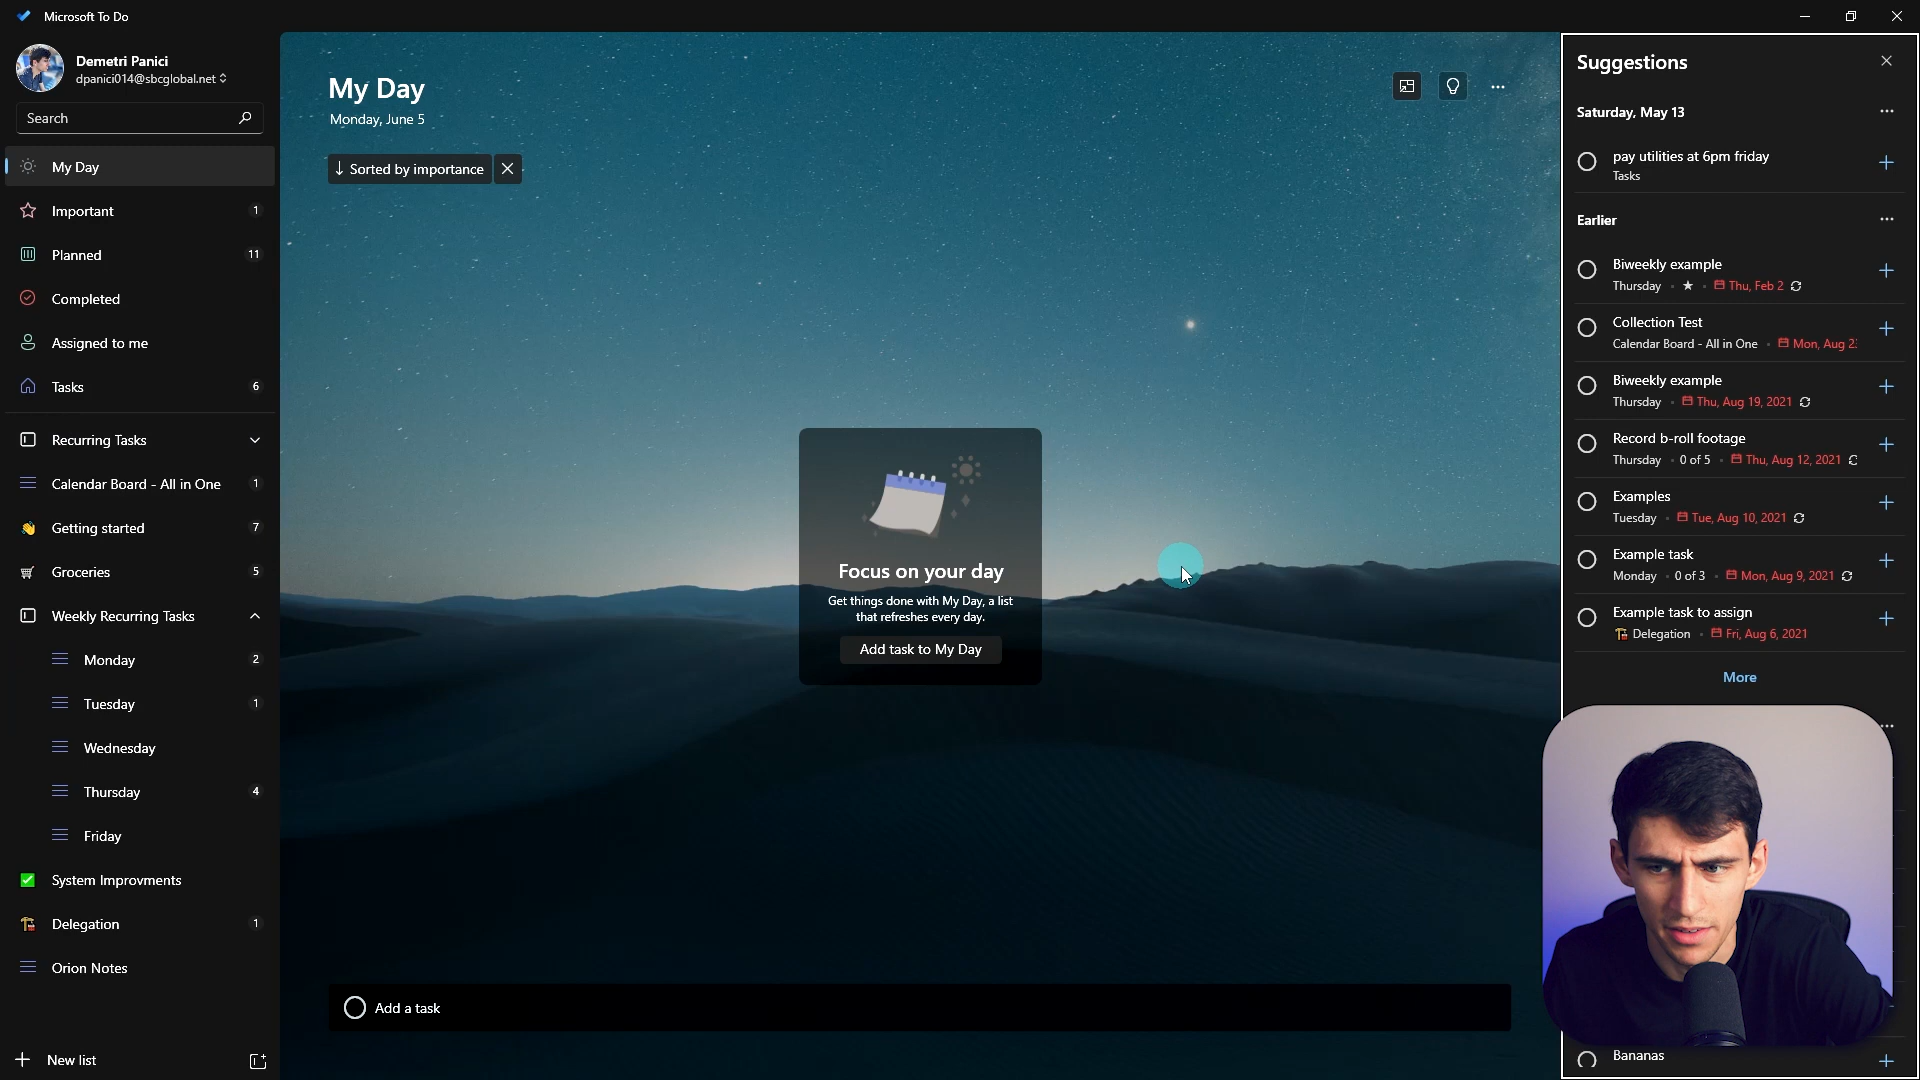 Microsoft To Do
Demetri Panici
dpanici014@sbcglobal.net
Search
My Day
Important 1
Planned 11
Completed
Assigned to me
Tasks 6
Recurring Tasks
Calendar Board - All in One 1
Getting started 7
Groceries 5
Weekly Recurring Tasks
Monday 2
Tuesday 1
Wednesday
Thursday 4
Friday
System Improvments
Delegation 1
Orion Notes
New list
My Day
Monday, June 5
Sorted by importance
Focus on your day
Get things done with My Day, a list
that refreshes every day.
Add task to My Day
Add a task
Suggestions
Saturday, May 13
pay utilities at 6pm friday
Tasks
Earlier
Biweekly example
Thursday Thu, Feb 2
Collection Test
Calendar Board - All in One Mon, Aug
Biweekly example
Thursday Thu, Aug 19, 2021
Record b-roll footage
Thursday 0 of 5 Thu, Aug 12, 2021
Examples
Tuesday Tue, Aug 10, 2021
Example task
Monday 0 of 3 Mon, Aug 9, 2021
Example task to assign
Delegation Fri, Aug 6, 2021
More
Bananas